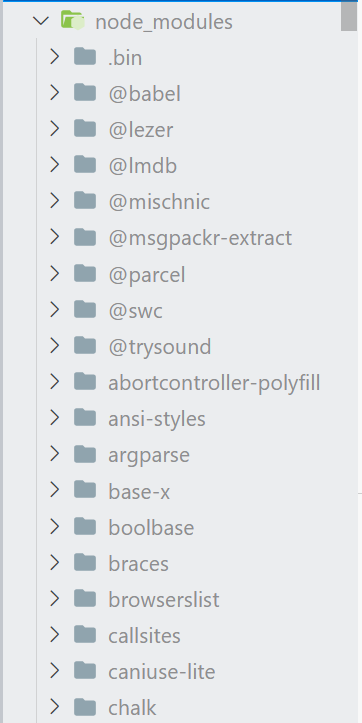 node_modules
.bin
@babel
@lezer
@lmdb
@mischnic
@msgpackr-extract
@parcel
@swc
@trysound
abortcontroller-polyfill
ansi-styles
argparse
base-x
boolbase
braces
browserslist
callsites
caniuse-lite
chalk